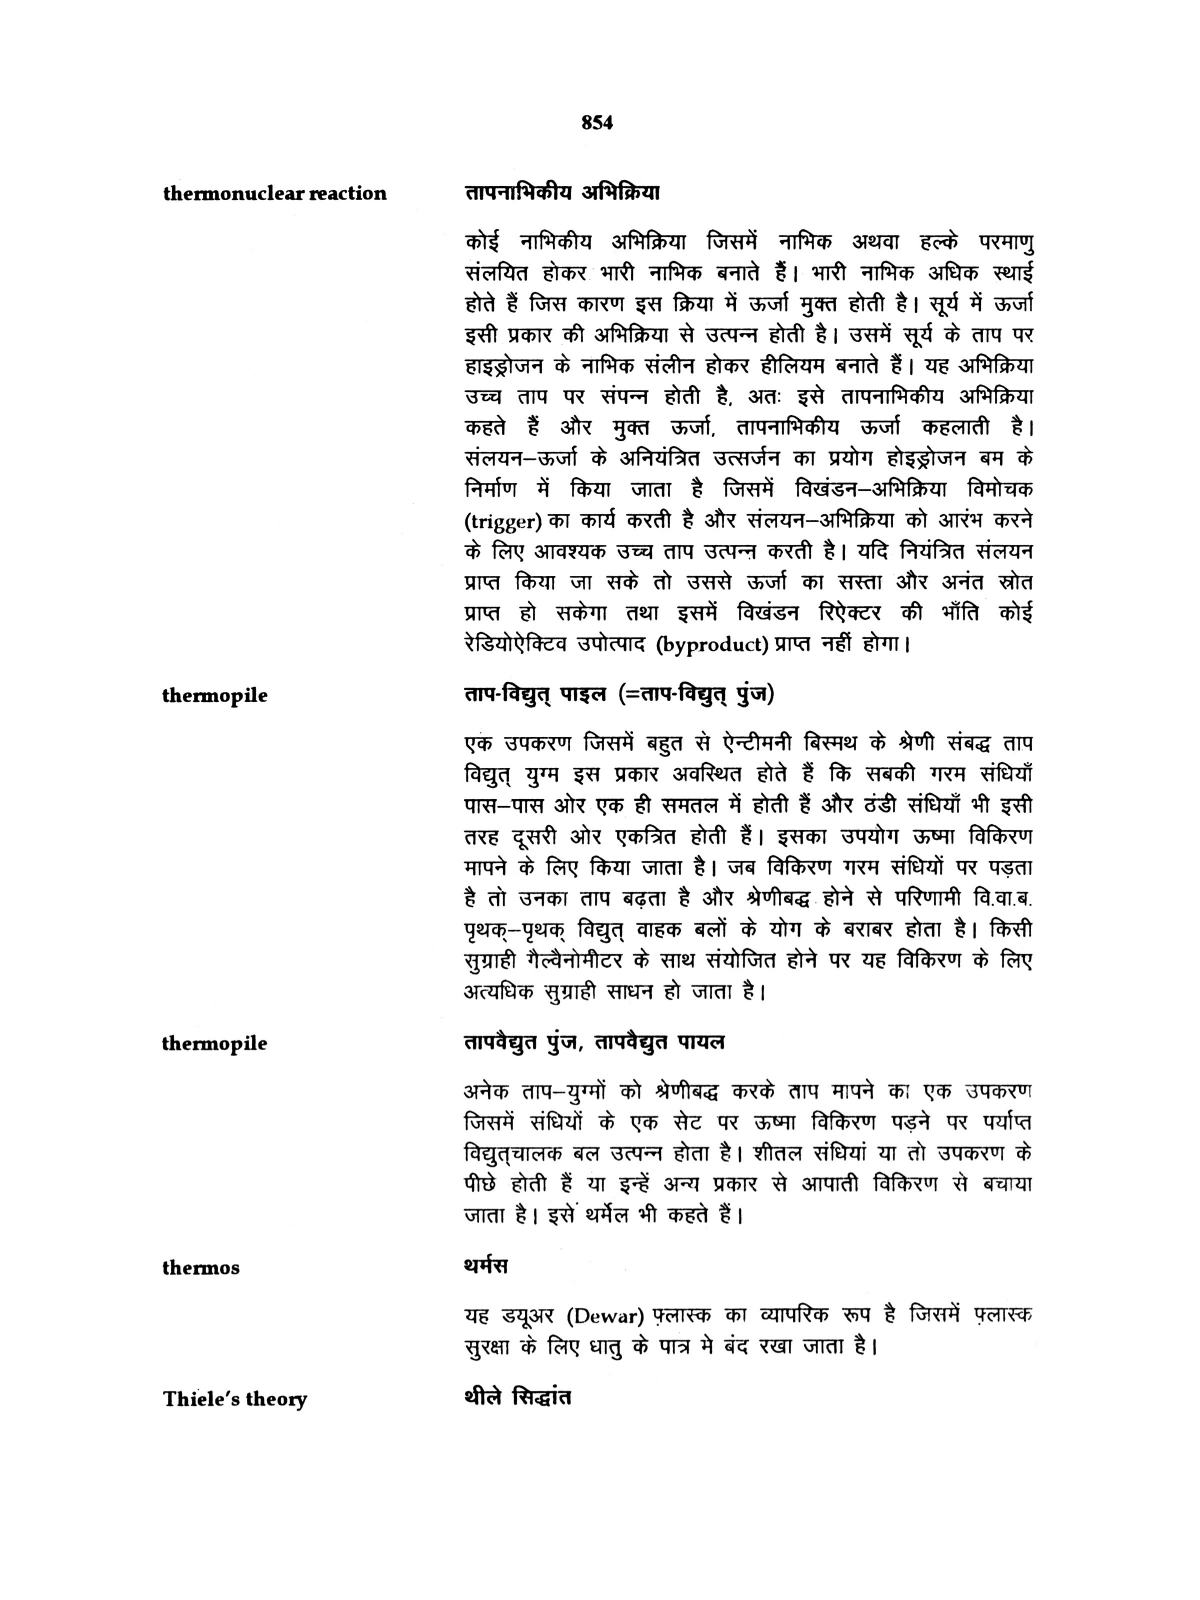 854
thermonuclear reaction तापनाभिकीय अभिक्रिया
कोई नाभिकीय अभिक्रिया जिसमें नाभिक अथवा हल्के परमाणु
संलयित होकर भारी नाभिक बनाते हैं। भारी नाभिक अधिक स्थाई
होते हैं जिस कारण इस क्रिया में ऊर्जा मुक्त होती है। सूर्य में ऊर्जा
इसी प्रकार की अभिक्रिया से उत्पन्न होती है। उसमें सूर्य के ताप पर
हाइड्रोजन के नाभिक संलीन होकर हीलियम बनाते हैं। यह अभिक्रिया
उच्च ताप पर संपन्न होती है, अतः इसे तापनाभिकीय अभिक्रिया
कहते हैं और मुक्त ऊर्जा, तापनाभिकीय ऊर्जा कहलाती है।
संलयन–ऊर्जा के अनियंत्रित उत्सर्जन का प्रयोग होइड्रोजन बम के
निर्माण में किया जाता है जिसमें विखंडन–अभिक्रिया विमोचक
(trigger) का कार्य करती है और संलयन–अभिक्रिया को आरंभ करने
के लिए आवश्यक उच्च ताप उत्पन्न करती है। यदि नियंत्रित संलयन
प्राप्त किया जा सके तो उससे ऊर्जा का सस्ता और अनंत स्रोत
प्राप्त हो सकेगा तथा इसमें विखंडन रिऐक्टर की भाँति कोई
रेडियोऐक्टिव उपोत्पाद (byproduct) प्राप्त नहीं होगा।
thermopile ताप-विद्युत् पाइल (=ताप-विद्युत् पुंज)
एक उपकरण जिसमें बहुत से ऐन्टीमनी बिस्मथ के श्रेणी संबद्ध ताप
विद्युत् युग्म इस प्रकार अवस्थित होते हैं कि सबकी गरम संधियाँ
पास–पास ओर एक ही समतल में होती हैं और ठंडी संधियाँ भी इसी
तरह दूसरी ओर एकत्रित होती हैं। इसका उपयोग ऊष्मा विकिरण
मापने के लिए किया जाता है। जब विकिरण गरम संधियों पर पड़ता
है तो उनका ताप बढ़ता है और श्रेणीबद्ध होने से परिणामी वि.वा.ब.
पृथक्–पृथक् विद्युत् वाहक बलों के योग के बराबर होता है। किसी
सुग्राही गैल्वैनोमीटर के साथ संयोजित होने पर यह विकिरण के लिए
अत्यधिक सुग्राही साधन हो जाता है।
thermopile तापवैद्युत पुंज, तापवैद्युत पायल
अनेक ताप–युग्मों को श्रेणीबद्ध करके ताप मापने का एक उपकरण
जिसमें संधियों के एक सेट पर ऊष्मा विकिरण पड़ने पर पर्याप्त
विद्युत्चालक बल उत्पन्न होता है। शीतल संधियां या तो उपकरण के
पीछे होती हैं या इन्हें अन्य प्रकार से आपाती विकिरण से बचाया
जाता है। इसे थर्मेल भी कहते हैं।
thermos थर्मस
यह डयूअर (Dewar) फ़्लास्क का व्यापरिक रूप है जिसमें फ़्लास्क
सुरक्षा के लिए धातु के पात्र मे बंद रखा जाता है।
Thiele's theory थीले सिद्धांत